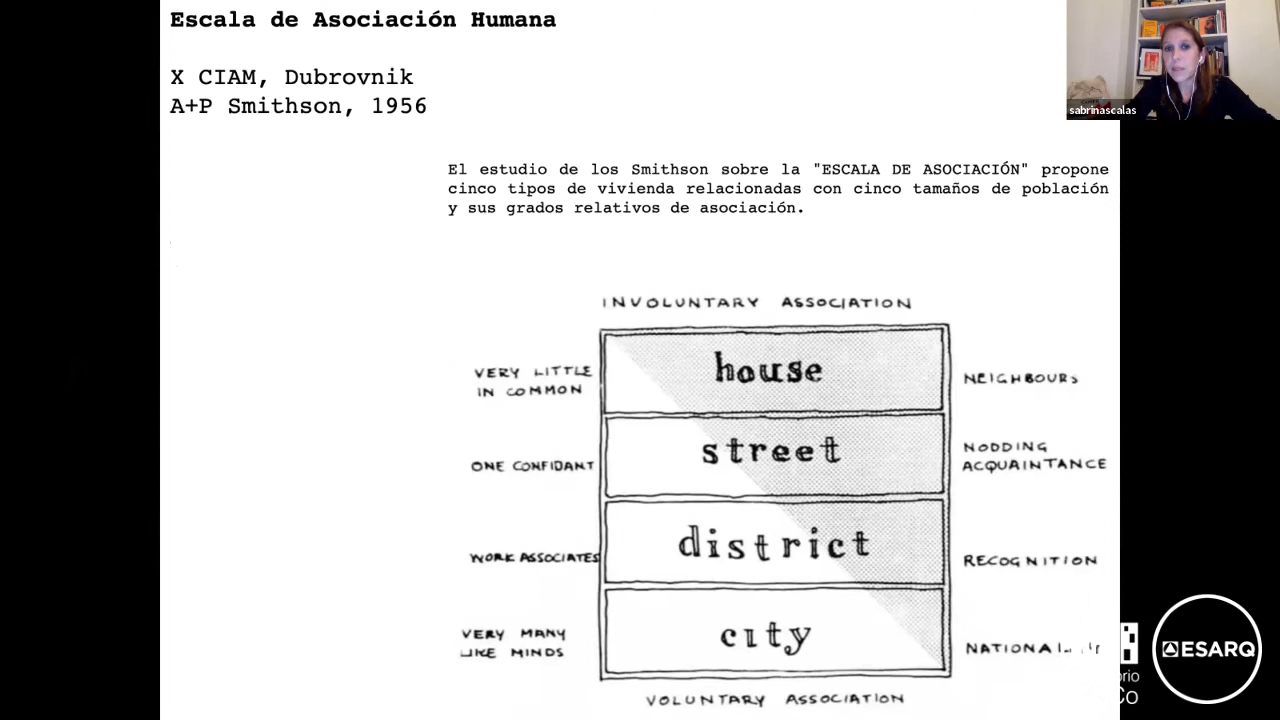 Escala de Asociación Humana
X CIAM, Dubrovnik
A+P Smithson, 1956
sabrinascalas
El estudio de los Smithson sobre la "ESCALA DE ASOCIACIÓN" propone
cinco tipos de vivienda relacionadas con cinco tamaños de población
y sus grados relativos de asociación.
INVOLUNTARY ASSOCIATION
VERY LITTLE
IN COMMON
house
NEIGHBOURS
ONE CONFIDANT
street
NODDING
ACQUAINTANCE
WORK ASSOCIATES
district
RECOGNITION
VERY MANY
LIKE MINDS
city
VOLUNTARY ASSOCIATION
ESARQ